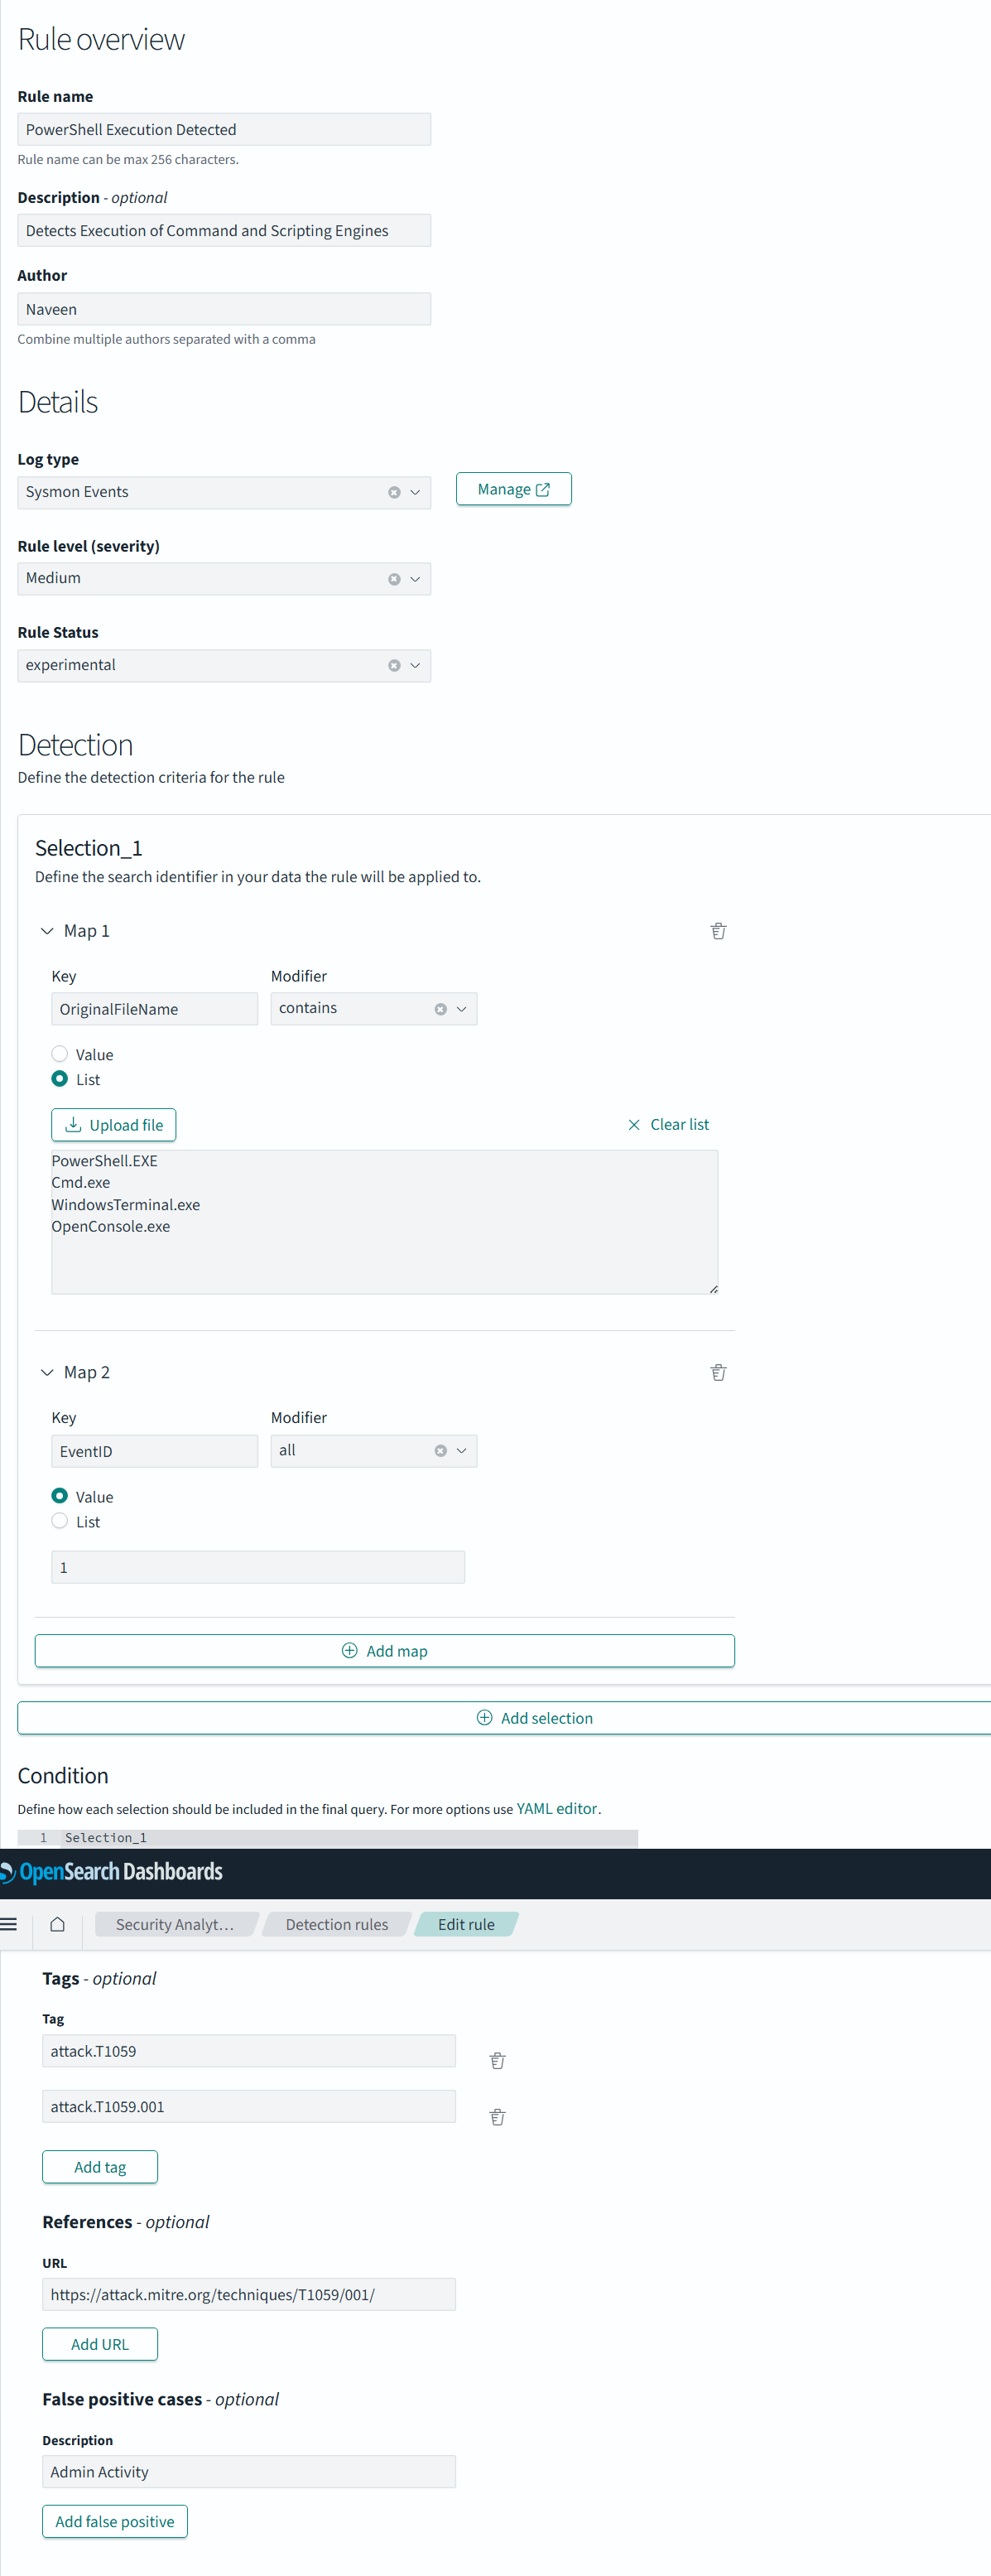 Rule overview
Rule name
PowerShell Execution Detected
Rule name can be max 256 characters.
Description - optional
Detects Execution of Command and Scripting Engines
Author
Naveen
Combine multiple authors separated with a comma
Details
Log type
Sysmon Events
Manage
Rule level (severity)
Medium
Rule Status
experimental
Detection
Define the detection criteria for the rule
Selection_1
Define the search identifier in your data the rule will be applied to.
Map 1
Key Modifier
OriginalFileName contains
Value
List
Upload file Clear list
PowerShell.EXE
Cmd.exe
WindowsTerminal.exe
OpenConsole.exe
Map 2
Key Modifier
EventID all
Value
List
1
Add map
Add selection
Condition
Define how each selection should be included in the final query. For more options use YAML editor.
1 Selection_1
OpenSearch Dashboards
Security Analyt... Detection rules Edit rule
Tags - optional
Tag
attack.T1059
attack.T1059.001
Add tag
References - optional
URL
https://attack.mitre.org/techniques/T1059/001/
Add URL
False positive cases - optional
Description
Admin Activity
Add false positive